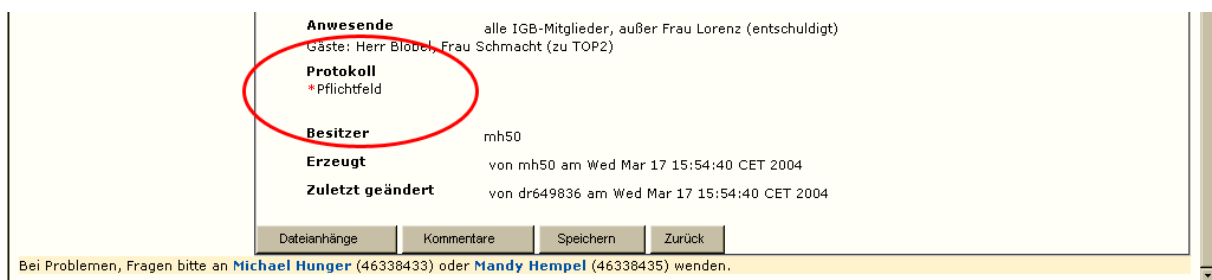 Anwesende alle IGB-Mitglieder, außer Frau Lorenz (entschuldigt)
Gäste: Herr Blobel, Frau Schmacht (zu TOP2)
Protokoll
*Pflichtfeld
Besitzer mh50
Erzeugt von mh50 am Wed Mar 17 15:54:40 CET 2004
Zuletzt geändert von dr649836 am Wed Mar 17 15:54:40 CET 2004
Dateianhänge Kommentare Speichern Zurück
Bei Problemen, Fragen bitte an Michael Hunger (46338433) oder Mandy Hempel (46338435) wenden.